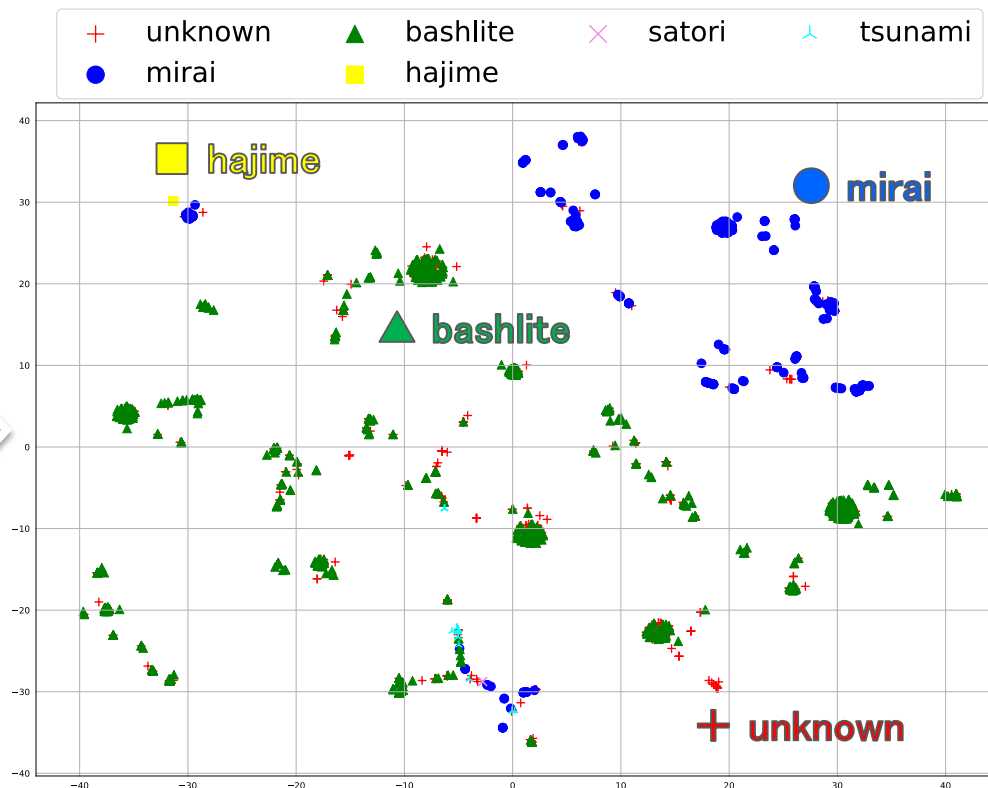 unknown bashlite satori tsunami
mirai hajime
40
30
20
10
0
−10
−20
−30
−40
hajime
mirai
bashlite
unknown
−40 −30 −20 −10 0 10 20 30 40